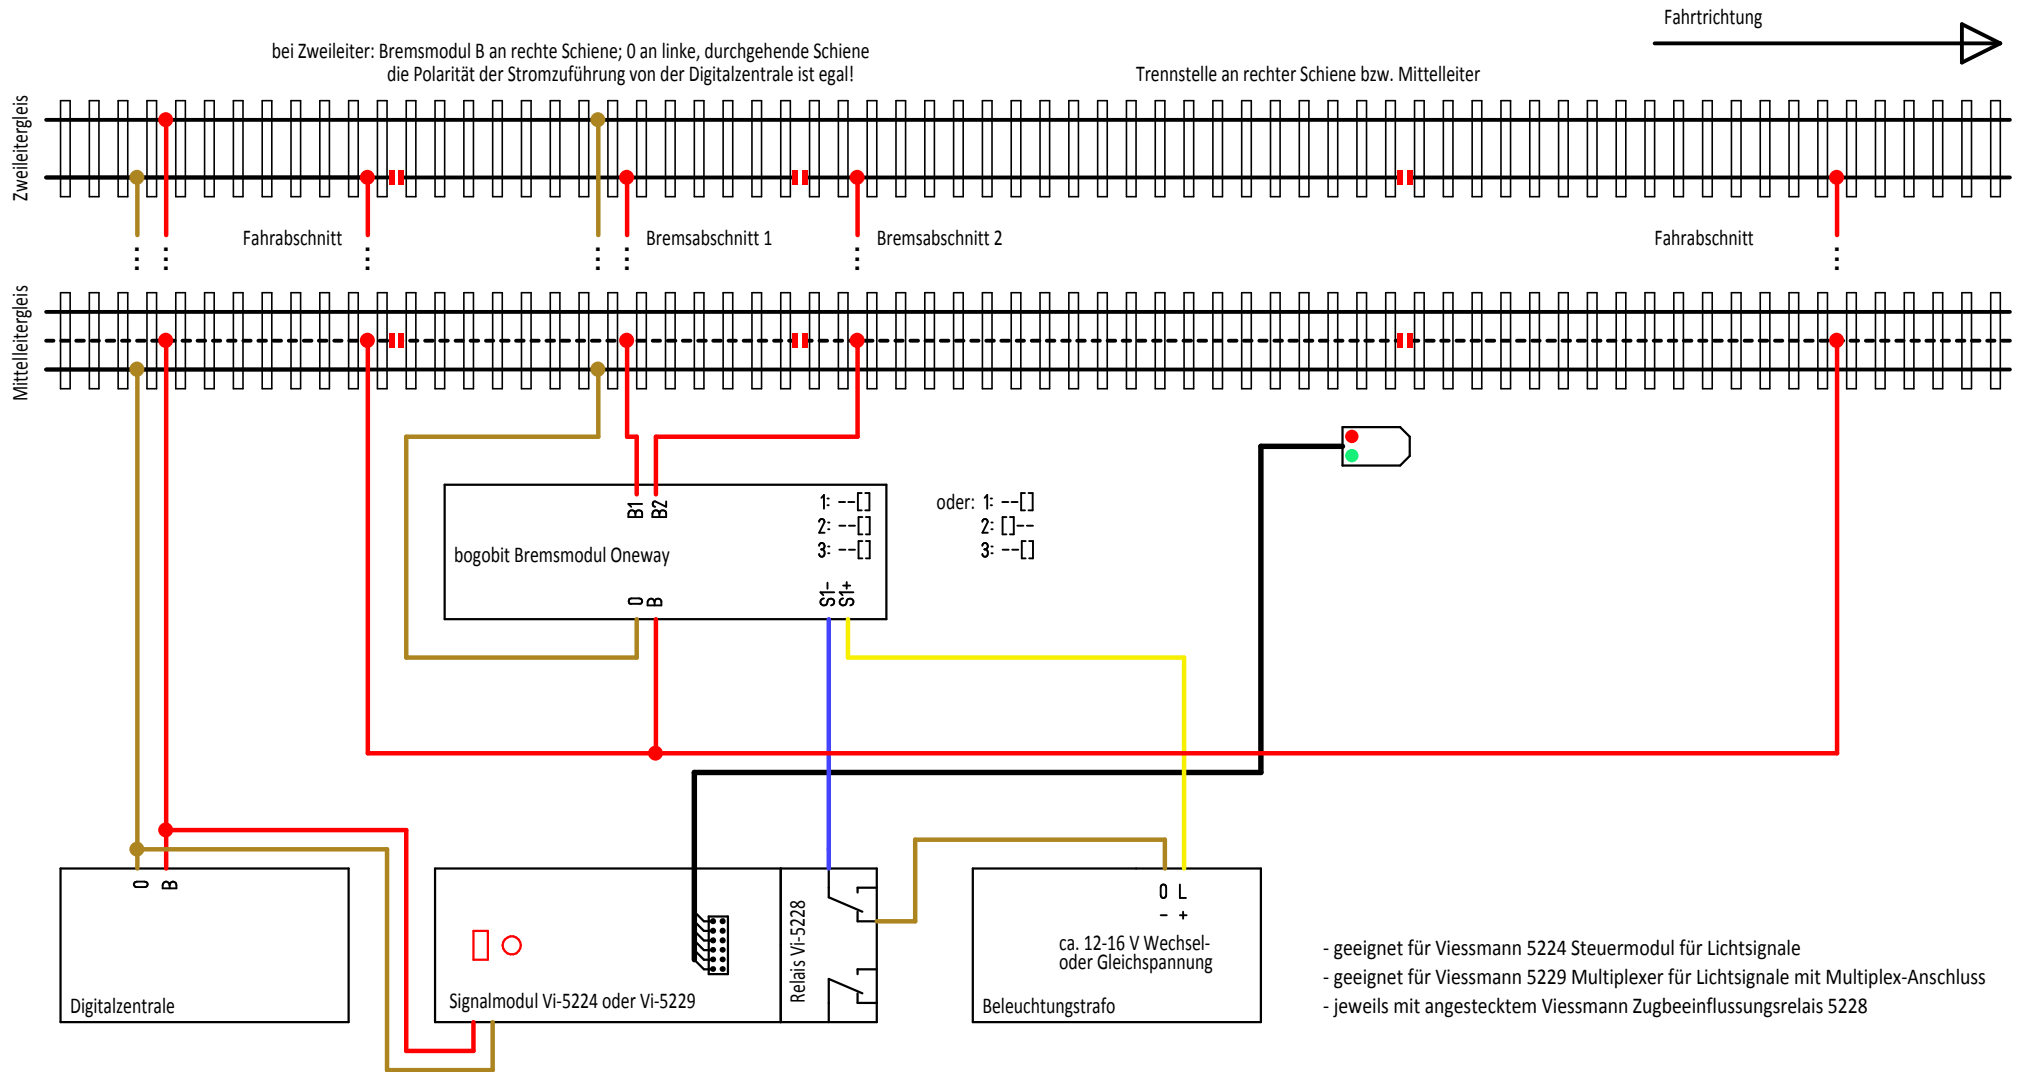 Fahrtrichtung
bei Zweileiter: Bremsmodul B an rechte Schiene; 0 an linke, durchgehende Schiene
die Polarität der Stromzuführung von der Digitalzentrale ist egal!
Trennstelle an rechter Schiene bzw. Mittelleiter
Zweileitergleis
Fahrabschnitt
Bremsabschnitt 1
Bremsabschnitt 2
Fahrabschnitt
Mittelleitergleis
B1
B2
1: --[]
2: --[]
3: --[]
oder: 1: --[]
2: []--
3: --[]
bogobit Bremsmodul Oneway
0
B
S1-
S1+
0
B
Digitalzentrale
Signalmodul Vi-5224 oder Vi-5229
Relais Vi-5228
0 L
- +
ca. 12-16 V Wechsel-
oder Gleichspannung
Beleuchtungstrafo
- geeignet für Viessmann 5224 Steuermodul für Lichtsignale
- geeignet für Viessmann 5229 Multiplexer für Lichtsignale mit Multiplex-Anschluss
- jeweils mit angestecktem Viessmann Zugbeeinflussungsrelais 5228